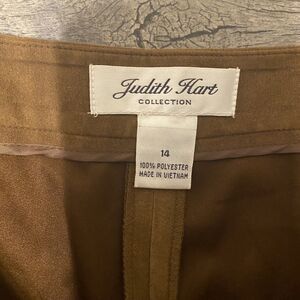 Judith Hart
COLLECTION
14
100% POLYESTER
MADE IN VIETNAM